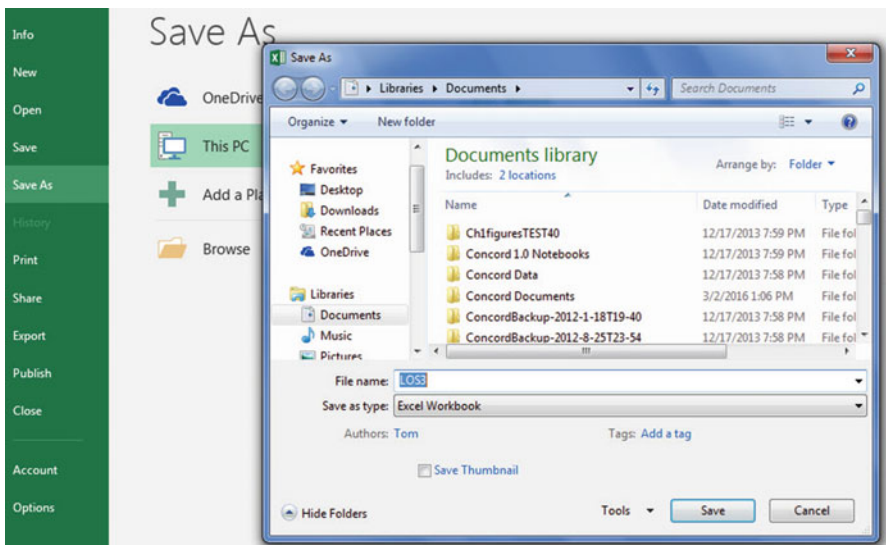 Save As
Info
New
Open
Save
Save As
History
Print
Share
Export
Publish
Close
Account
Options
OneDrive
This PC
Add a Pla
Browse
Save As
Libraries
Documents
Search Documents
Organize
New folder
Favorites
Desktop
Downloads
Recent Places
OneDrive
Libraries
Documents
Music
Pictures
Documents library
Includes: 2 locations
Arrange by: Folder
Name Date modified Type
Ch1figuresTEST40 12/17/2013 7:59 PM File fol
Concord 1.0 Notebooks 12/17/2013 7:59 PM File fol
Concord Data 12/17/2013 7:58 PM File fol
Concord Documents 3/2/2016 1:06 PM File fol
ConcordBackup-2012-1-18T19-40 12/17/2013 7:58 PM File fol
ConcordBackup-2012-8-25T23-54 12/17/2013 7:58 PM File fol
File name: LOS3
Save as type: Excel Workbook
Authors: Tom Tags: Add a tag
Save Thumbnail
Hide Folders Tools Save Cancel